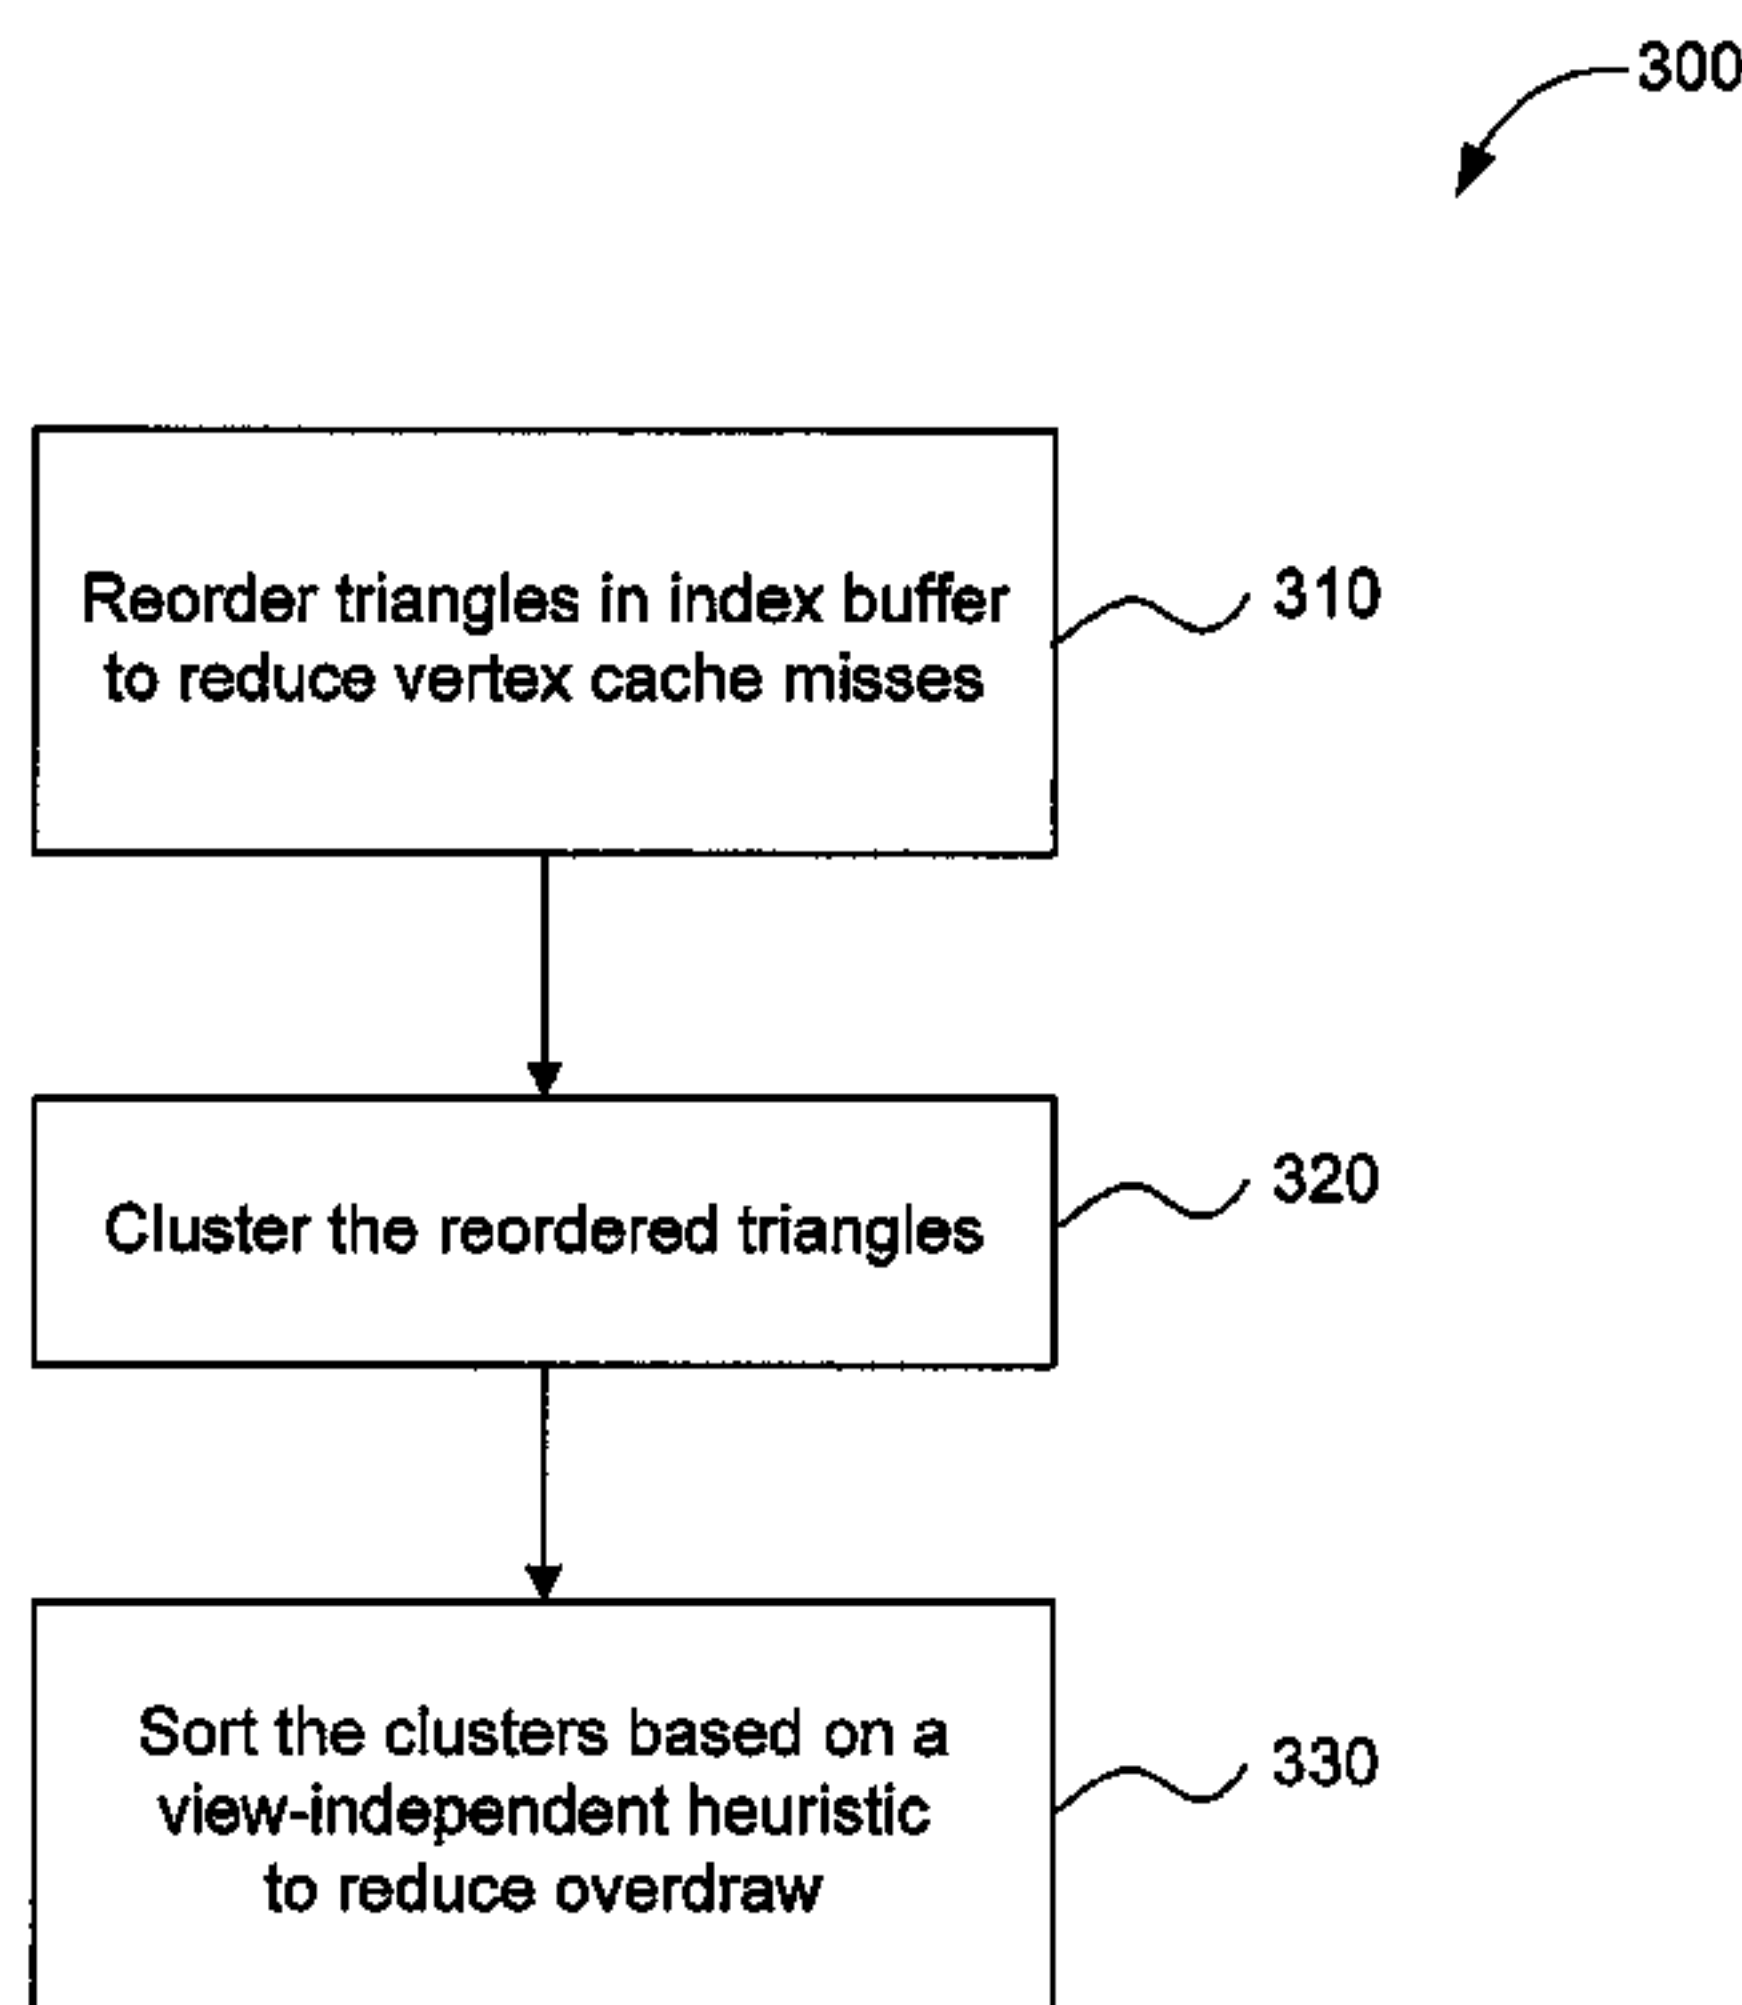 300
Reorder triangles in index buffer
to reduce vertex cache misses
310
Cluster the reordered triangles
320
Sort the clusters based on a
view-independent heuristic
to reduce overdraw
330